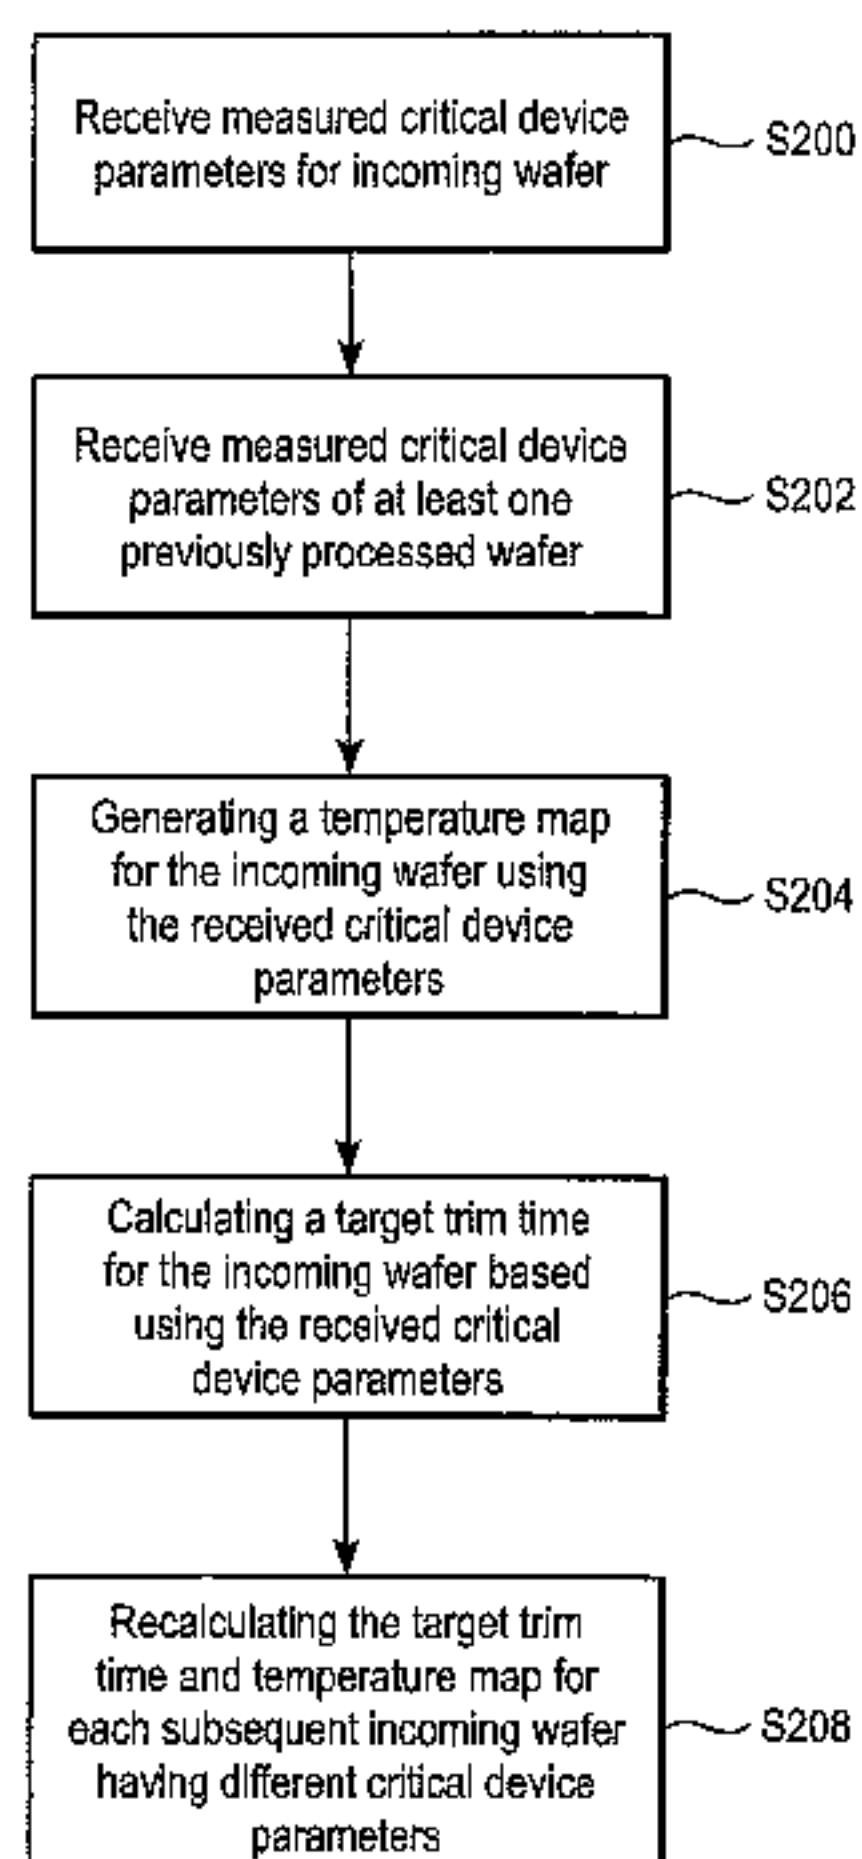 Receive measured critical device
parameters for incoming wafer
S200
Receive measured critical device
parameters of at least one
previously processed wafer
S202
Generating a temperature map
for the incoming wafer using
the received critical device
parameters
S204
Calculating a target trim time
for the incoming wafer based
using the received critical
device parameters
S206
Recalculating the target trim
time and temperature map for
each subsequent incoming wafer
having different critical device
parameters
S208